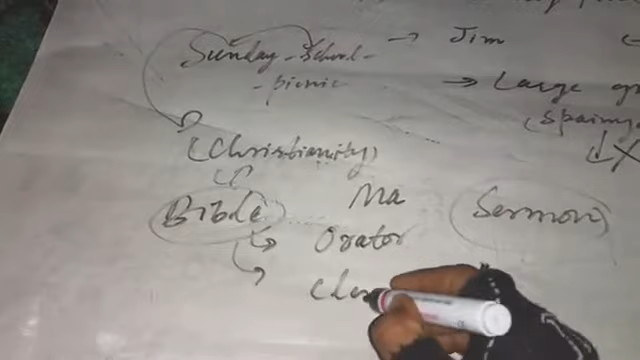 Sunday-School- → Jim
-picnic → Large
(Christianity)
Bible Ma Sermon
Orator